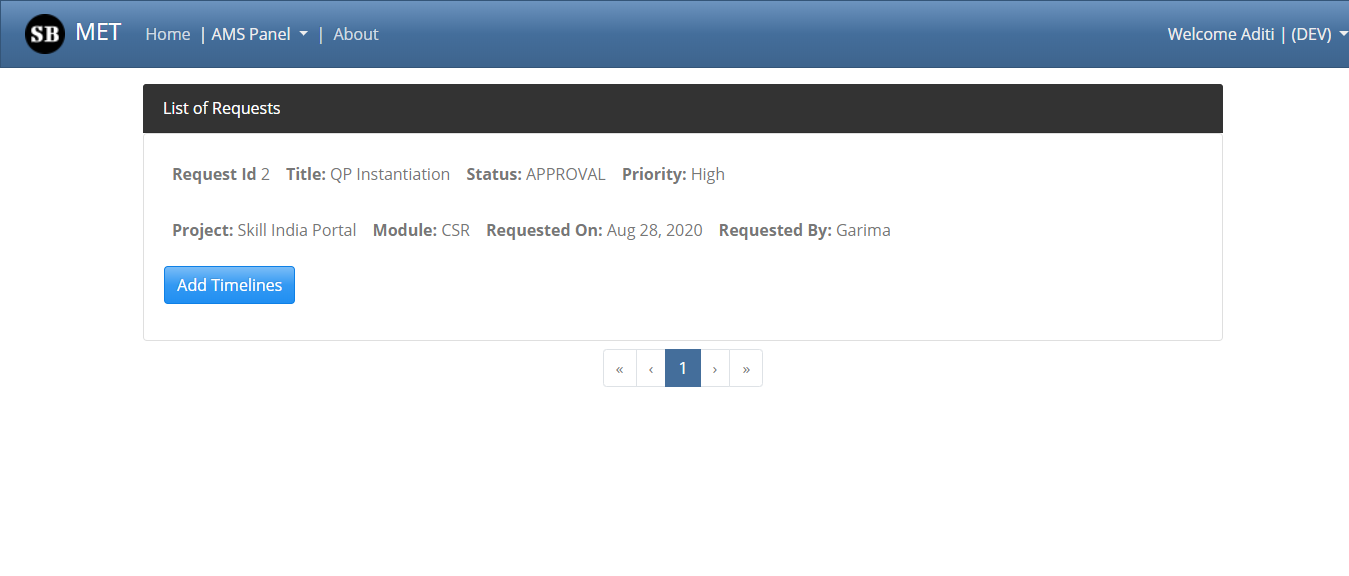 SB MET Home | AMS Panel | About Welcome Aditi | (DEV)
List of Requests
Request Id 2 Title: QP Instantiation Status: APPROVAL Priority: High
Project: Skill India Portal Module: CSR Requested On: Aug 28, 2020 Requested By: Garima
Add Timelines
« ‹ 1 › »